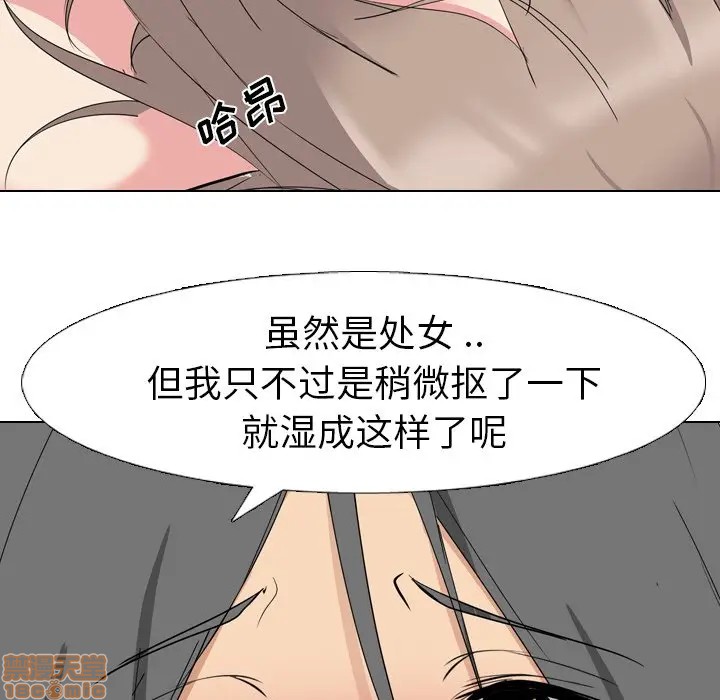 哈昂
虽然是处女..
但我只不过是稍微抠了一下
就湿成这样了呢